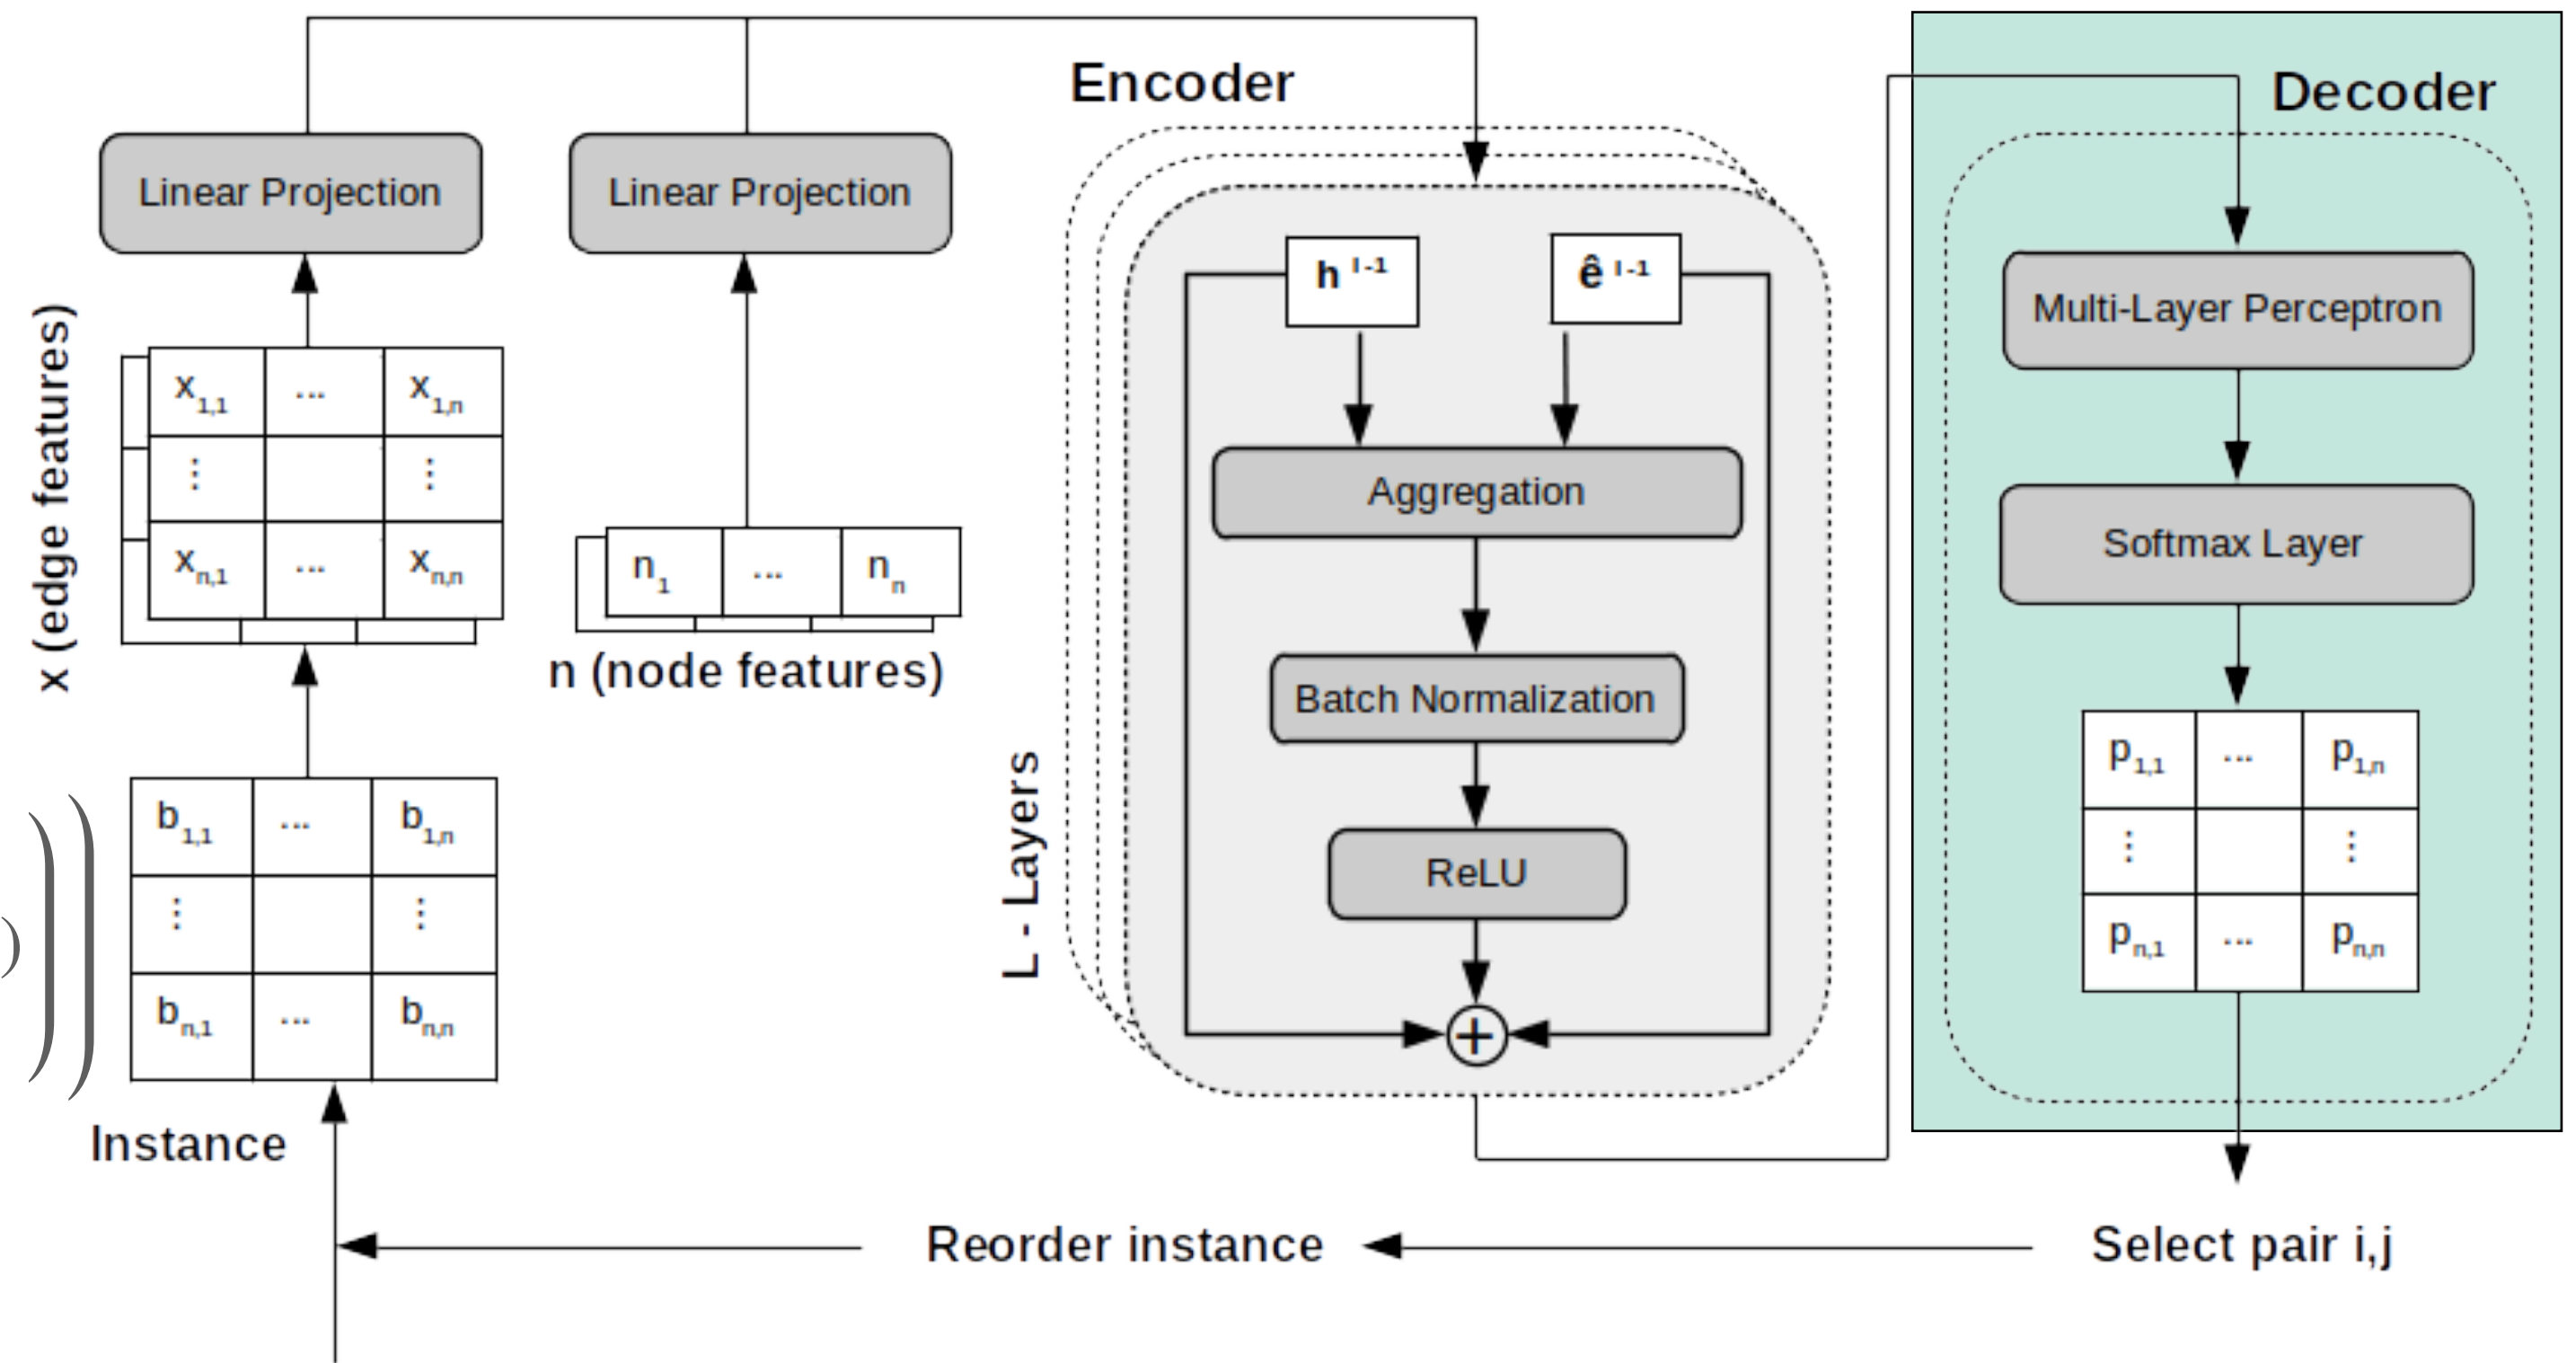 Encoder
Decoder
Linear Projection
Linear Projection
x (edge features)
x1,1 ... x1,n
⋮ ⋮
xn,1 ... xn,n
n1 ... nn
n (node features)
b1,1 ... b1,n
⋮ ⋮
bn,1 ... bn,n
Instance
L - Layers
h l-1
ê l-1
Aggregation
Batch Normalization
ReLU
+
Multi-Layer Perceptron
Softmax Layer
p1,1 ... p1,n
⋮ ⋮
pn,1 ... pn,n
Select pair i,j
Reorder instance
) ) )